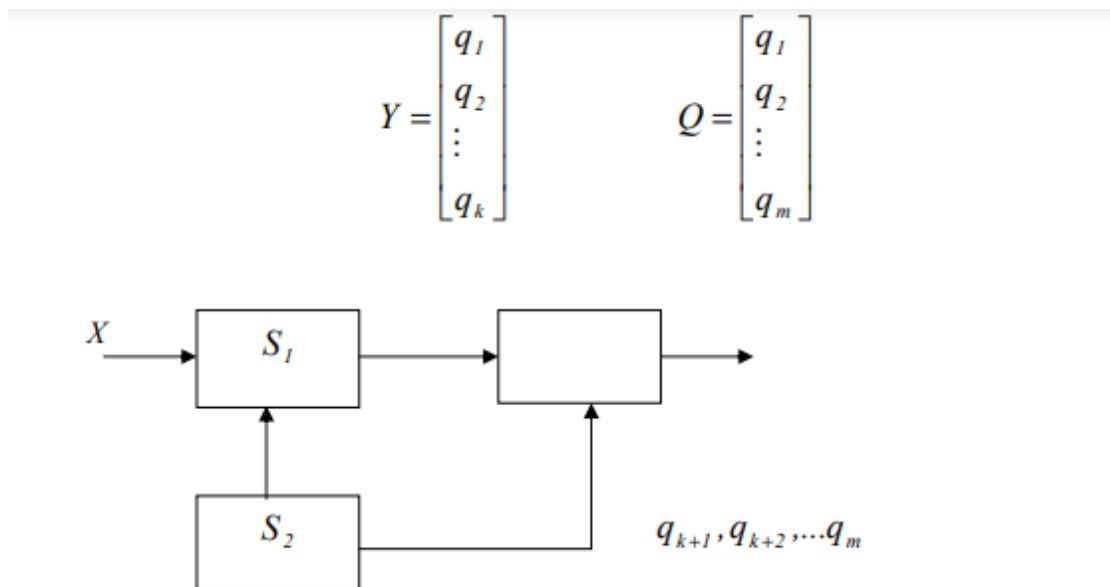 Y = [q_1 q_2 ⋮ q_k] Q = [q_1 q_2 ⋮ q_m]
X
S_1
S_2
q_{k+1}, q_{k+2}, ...q_m